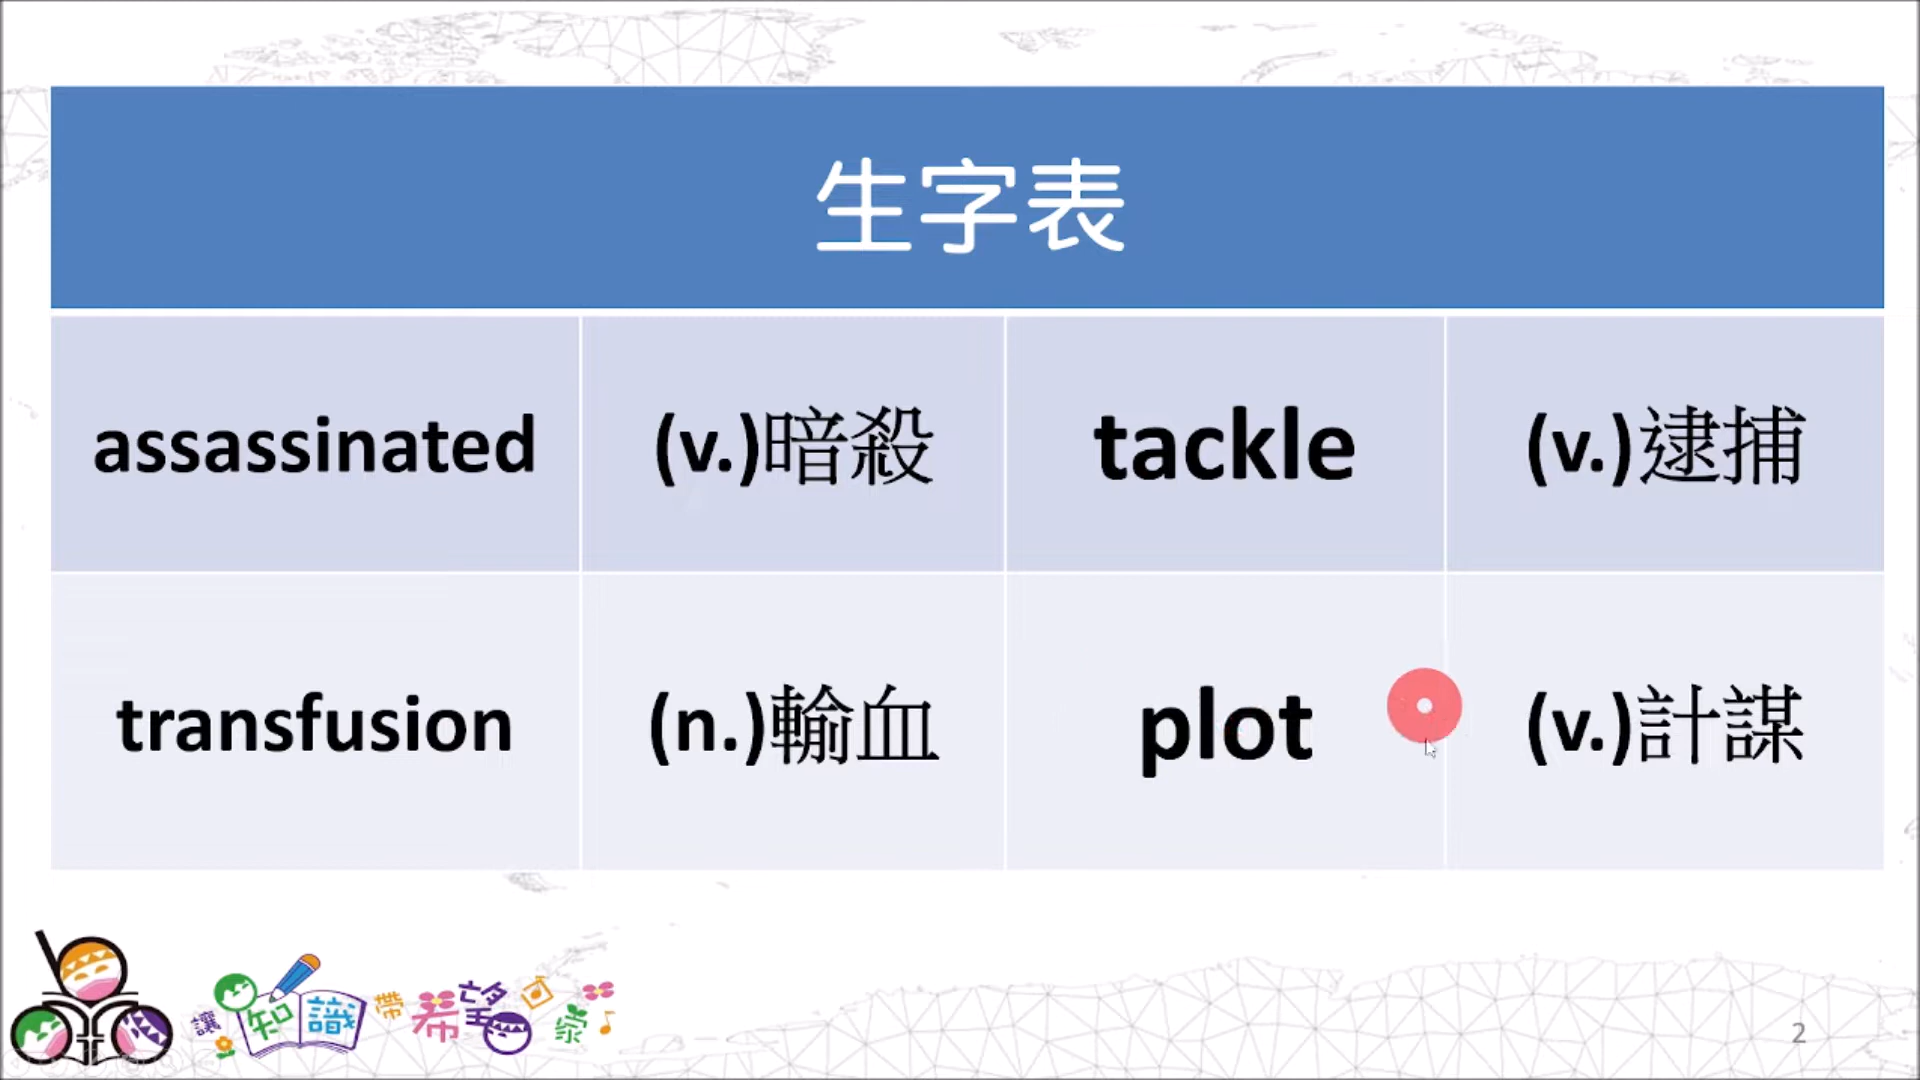 生字表
assassinated (v.)暗殺 tackle (v.)逮捕
transfusion (n.)輸血 plot (v.)計謀
讓知識帶希望回家
2